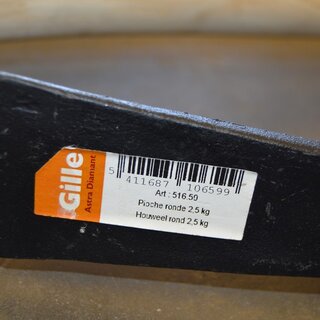 Gille
Astra Diamant
5 411687 106599
Art : 516.50
Pioche ronde 2,5 kg
Houweel rond 2,5 kg